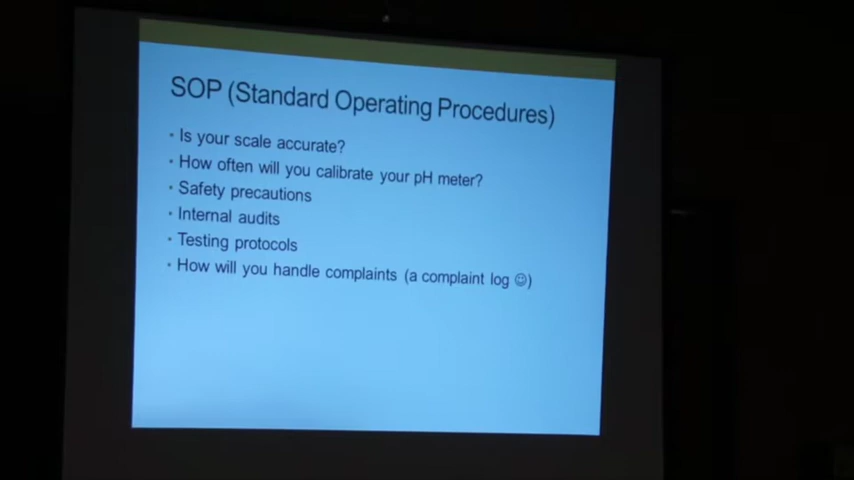 SOP (Standard Operating Procedures)
• Is your scale accurate?
• How often will you calibrate your pH meter?
• Safety precautions
• Internal audits
• Testing protocols
• How will you handle complaints (a complaint log ☺)